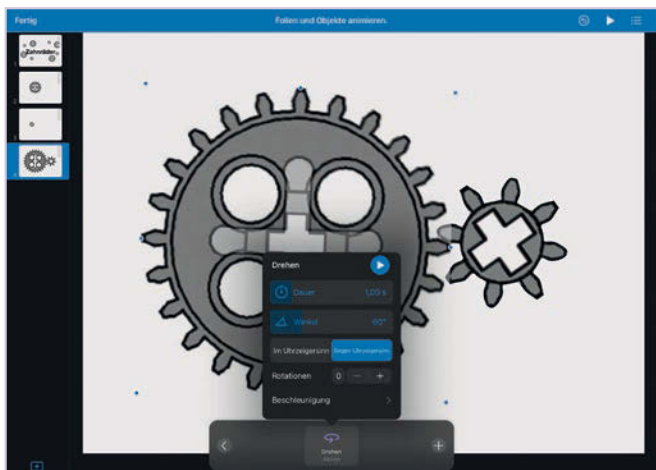 Fertig
Folien und Objekte animieren.
Zahnräder
Drehen
Dauer 1,00 s
Winkel 90°
Im Uhrzeigersinn Gegen Uhrzeigersinn
Rotationen 0 − +
Beschleunigung >
Drehen